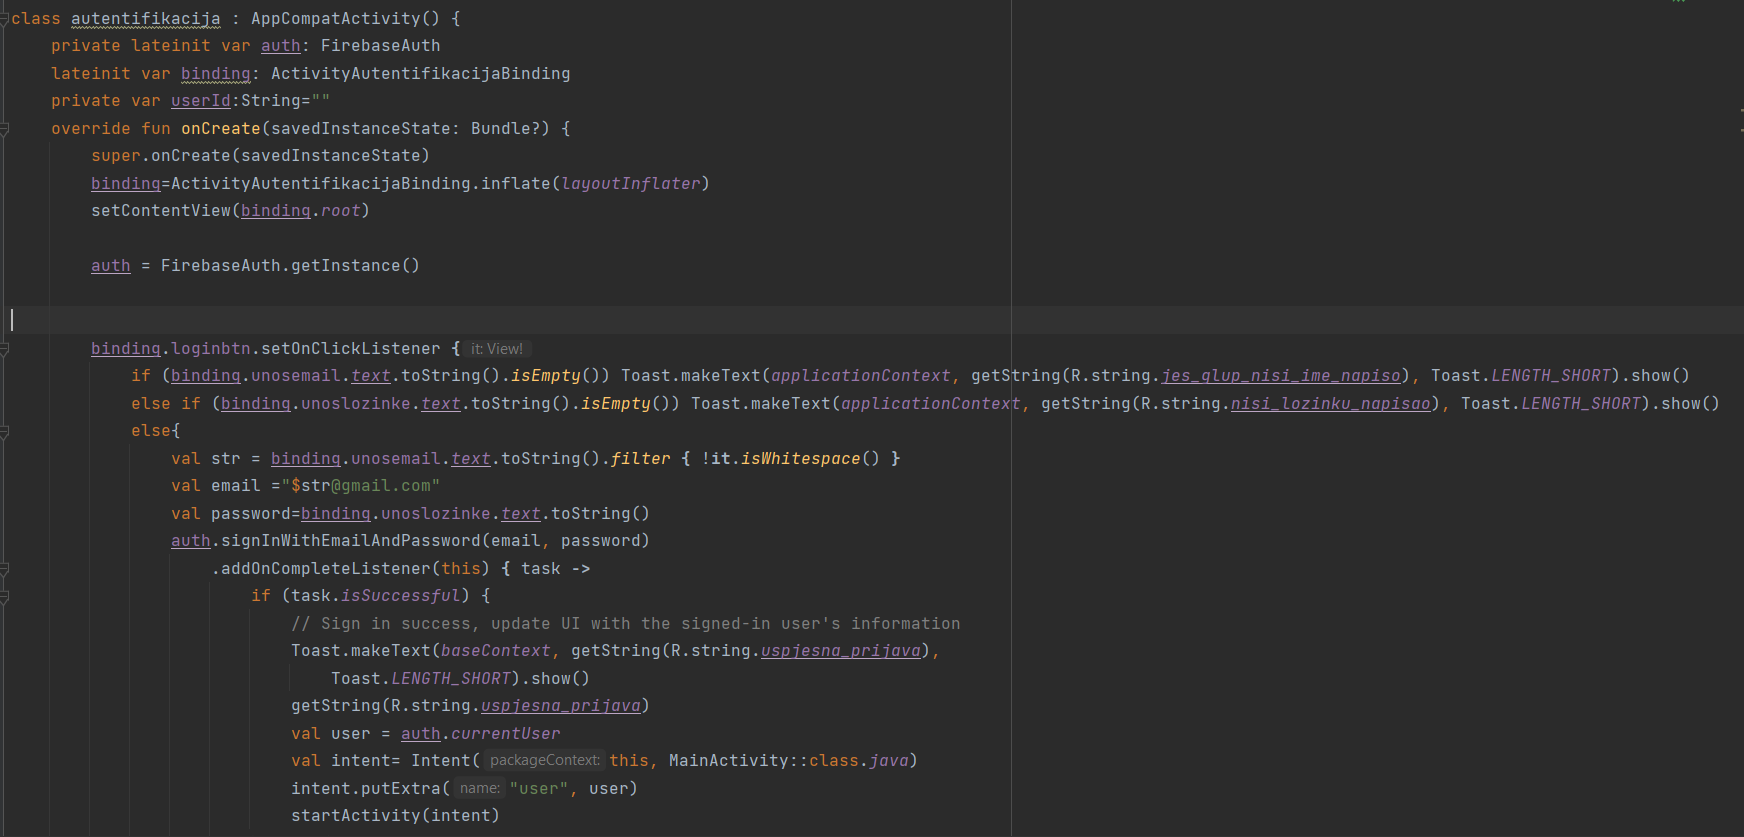 class autentifikacija : AppCompatActivity() {
private lateinit var auth: FirebaseAuth
lateinit var binding: ActivityAutentifikacijaBinding
private var userId:String=""
override fun onCreate(savedInstanceState: Bundle?) {
super.onCreate(savedInstanceState)
binding=ActivityAutentifikacijaBinding.inflate(layoutInflater)
setContentView(binding.root)
auth = FirebaseAuth.getInstance()
binding.loginbtn.setOnClickListener { it: View!
if (binding.unosemail.text.toString().isEmpty()) Toast.makeText(applicationContext, getString(R.string.jes_glup_nisi_ime_napiso), Toast.LENGTH_SHORT).show()
else if (binding.unoslozinke.text.toString().isEmpty()) Toast.makeText(applicationContext, getString(R.string.nisi_lozinku_napisao), Toast.LENGTH_SHORT).show()
else{
val str = binding.unosemail.text.toString().filter { !it.isWhitespace() }
val email ="$str@gmail.com"
val password=binding.unoslozinke.text.toString()
auth.signInWithEmailAndPassword(email, password)
.addOnCompleteListener(this) { task ->
if (task.isSuccessful) {
// Sign in success, update UI with the signed-in user's information
Toast.makeText(baseContext, getString(R.string.uspjesna_prijava),
Toast.LENGTH_SHORT).show()
getString(R.string.uspjesna_prijava)
val user = auth.currentUser
val intent= Intent( packageContext: this, MainActivity::class.java)
intent.putExtra( name: "user", user)
startActivity(intent)